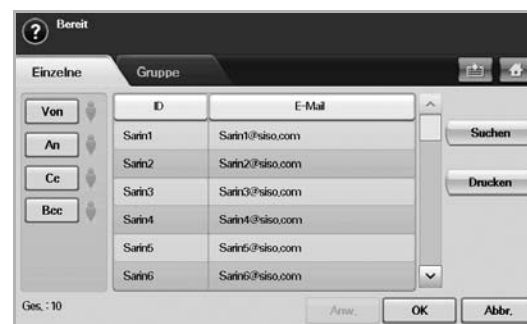 Bereit
Einzelne Gruppe
Von
An
Cc
Bcc
ID E-Mail
Sarin1 Sarin1@siso.com
Sarin2 Sarin2@siso.com
Sarin3 Sarin3@siso.com
Sarin4 Sarin4@siso.com
Sarin5 Sarin5@siso.com
Sarin6 Sarin6@siso.com
Suchen
Drucken
Ges. : 10
Anw. OK Abbr.